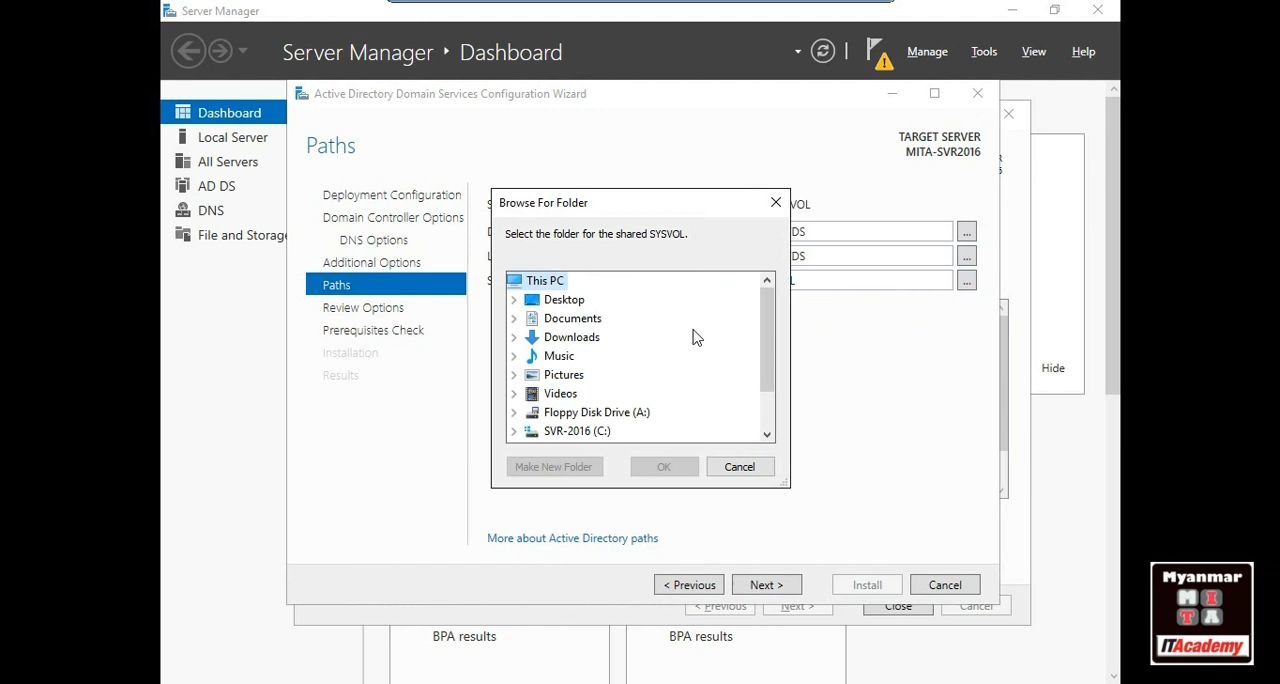 Server Manager
Server Manager ‣ Dashboard
Manage
Tools
View
Help
Dashboard
Local Server
All Servers
AD DS
DNS
File and Storage
Active Directory Domain Services Configuration Wizard
Paths
TARGET SERVER
MITA-SVR2016
Deployment Configuration
Domain Controller Options
DNS Options
Additional Options
Paths
Review Options
Prerequisites Check
Installation
Results
VOL
DS
...
DS
...
L
...
Browse For Folder
Select the folder for the shared SYSVOL.
This PC
Desktop
Documents
Downloads
Music
Pictures
Videos
Floppy Disk Drive (A:)
SVR-2016 (C:)
Make New Folder
OK
Cancel
Hide
More about Active Directory paths
< Previous
Next >
Install
Cancel
< Previous
Next >
Close
Cancel
BPA results
BPA results
Myanmar
M I
T A
ITAcademy